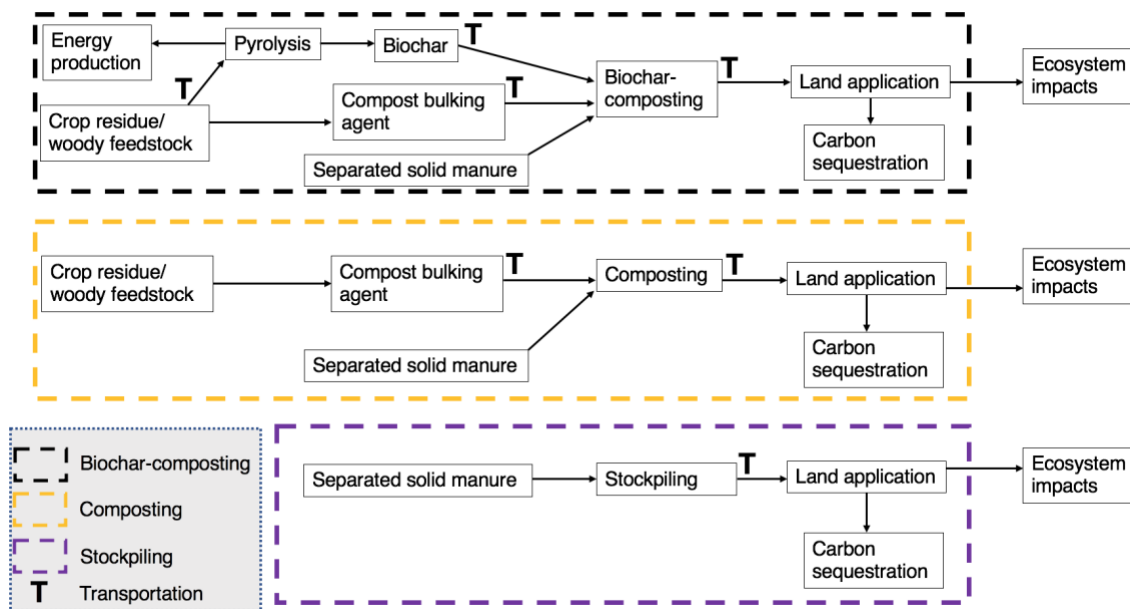 Energy
production
Pyrolysis
Biochar
T
T
Crop residue/
woody feedstock
Compost bulking
agent
T
Separated solid manure
Biochar-
composting
T
Land application
Carbon
sequestration
Ecosystem
impacts
Crop residue/
woody feedstock
Compost bulking
agent
T
Separated solid manure
Composting
T
Land application
Carbon
sequestration
Ecosystem
impacts
Separated solid manure
Stockpiling
T
Land application
Carbon
sequestration
Ecosystem
impacts
Biochar-composting
Composting
Stockpiling
T Transportation